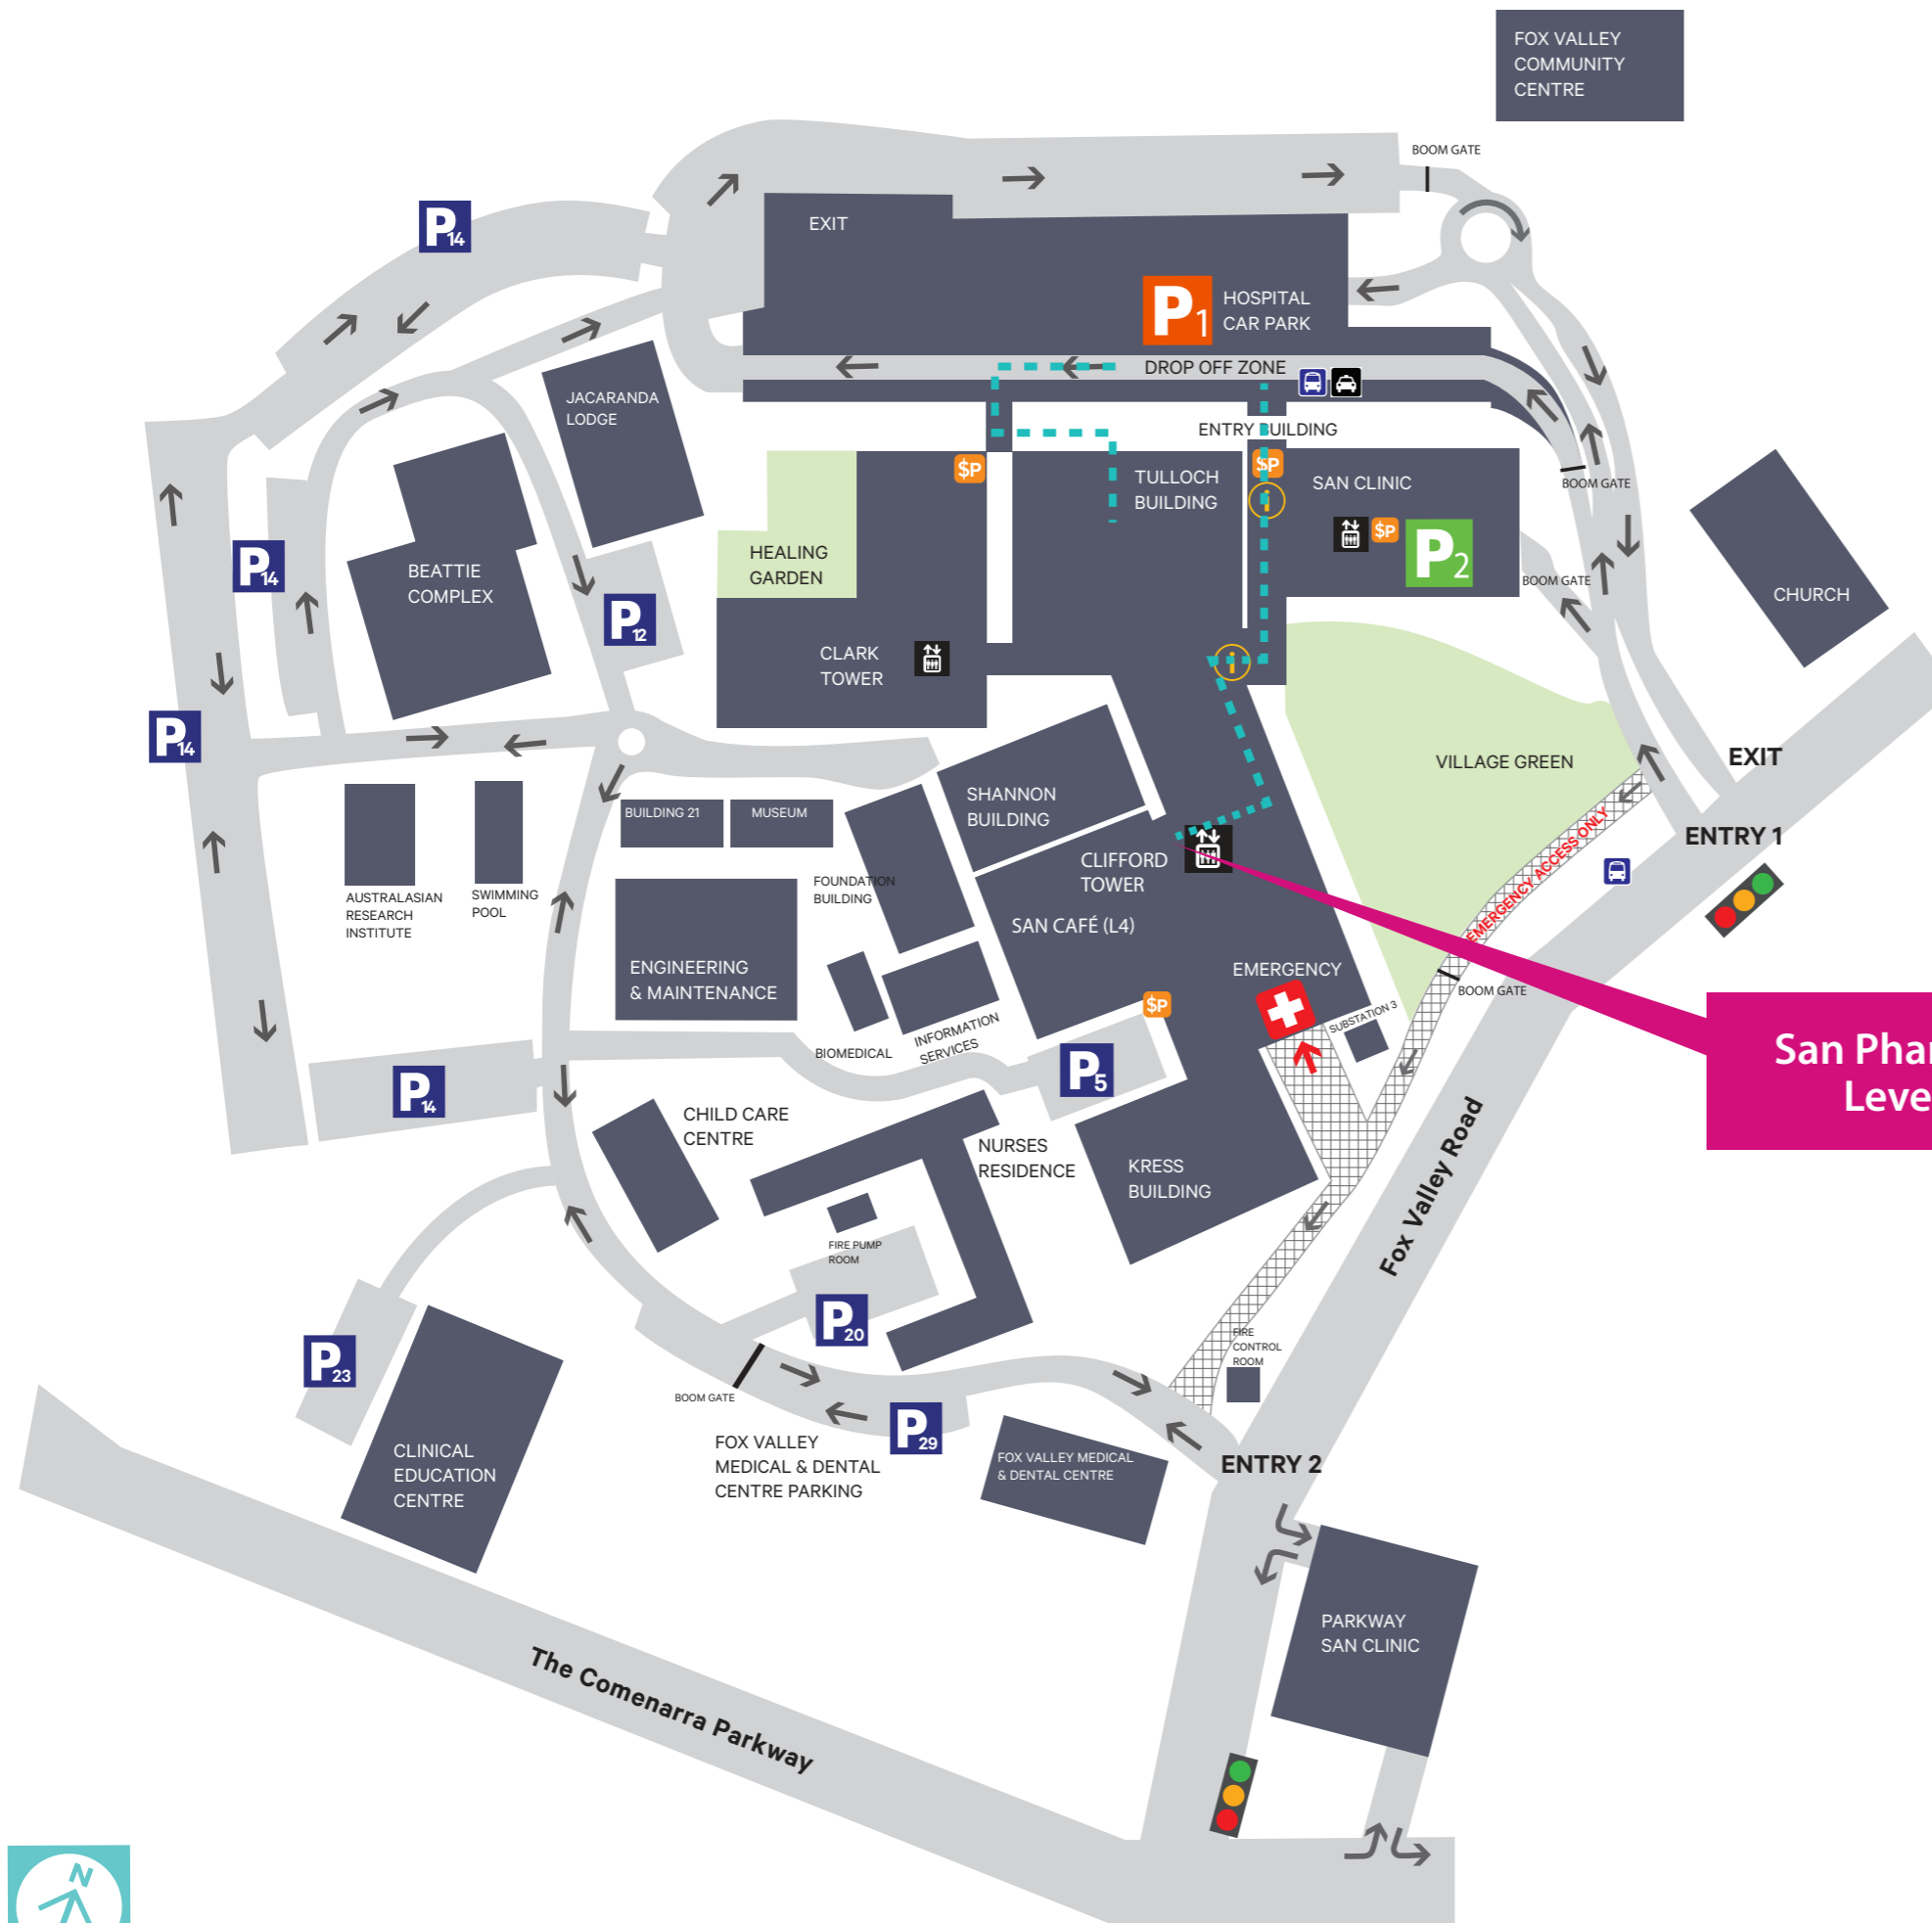 FOX VALLEY
COMMUNITY
CENTRE
BOOM GATE
P14
EXIT
P1
HOSPITAL
CAR PARK
DROP OFF ZONE
JACARANDA
LODGE
ENTRY BUILDING
$P
$P
i
TULLOCH
BUILDING
SAN CLINIC
BOOM GATE
$P
P2
HEALING
GARDEN
P14
BEATTIE
COMPLEX
BOOM GATE
CHURCH
P12
CLARK
TOWER
i
P14
VILLAGE GREEN
EXIT
SHANNON
BUILDING
BUILDING 21
MUSEUM
ENTRY 1
EMERGENCY ACCESS ONLY
CLIFFORD
TOWER
FOUNDATION
BUILDING
AUSTRALASIAN
RESEARCH
INSTITUTE
SWIMMING
POOL
SAN CAFÉ (L4)
ENGINEERING
& MAINTENANCE
EMERGENCY
BOOM GATE
$P
SUBSTATION 3
INFORMATION
SERVICES
BIOMEDICAL
San Phar
Leve
P5
P14
CHILD CARE
CENTRE
NURSES
RESIDENCE
KRESS
BUILDING
Fox Valley Road
FIRE PUMP
ROOM
P20
FIRE
CONTROL
ROOM
P23
BOOM GATE
P29
FOX VALLEY
MEDICAL & DENTAL
CENTRE PARKING
FOX VALLEY MEDICAL
& DENTAL CENTRE
ENTRY 2
CLINICAL
EDUCATION
CENTRE
PARKWAY
SAN CLINIC
The Comenarra Parkway
N